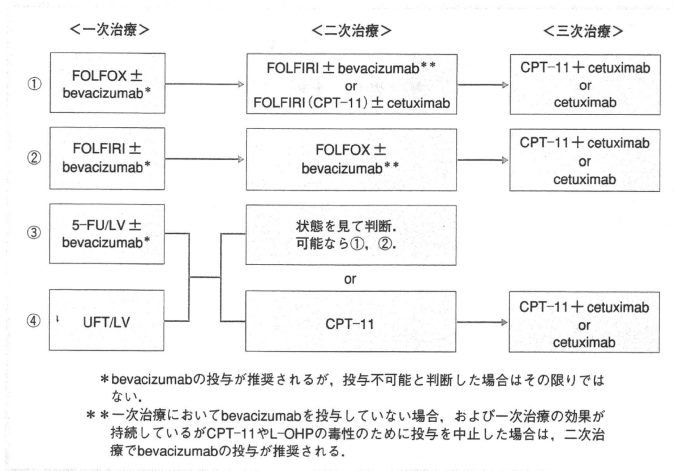 ＜一次治療＞
＜二次治療＞
＜三次治療＞
①
FOLFOX ±
bevacizumab*
FOLFIRI ± bevacizumab**
or
FOLFIRI(CPT-11) ± cetuximab
CPT-11＋cetuximab
or
cetuximab
②
FOLFIRI ±
bevacizumab*
FOLFOX ±
bevacizumab**
CPT-11＋cetuximab
or
cetuximab
③
5-FU/LV ±
bevacizumab*
状態を見て判断.
可能なら①，②.
or
④
UFT/LV
CPT-11
CPT-11＋cetuximab
or
cetuximab
＊bevacizumabの投与が推奨されるが，投与不可能と判断した場合はその限りでは
ない.
＊＊一次治療においてbevacizumabを投与していない場合，および一次治療の効果が
持続しているがCPT-11やL-OHPの毒性のために投与を中止した場合は，二次治
療でbevacizumabの投与が推奨される.